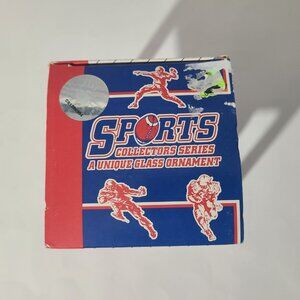 SPORTS
COLLECTORS SERIES
A UNIQUE GLASS ORNAMENT